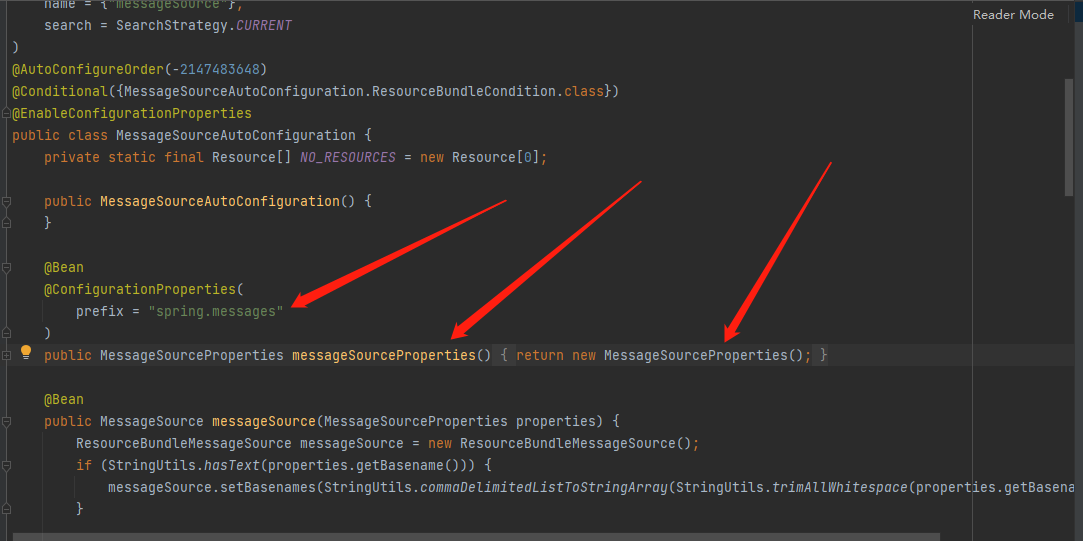 name = {"messageSource"},
Reader Mode
search = SearchStrategy.CURRENT
)
@AutoConfigureOrder(-2147483648)
@Conditional({MessageSourceAutoConfiguration.ResourceBundleCondition.class})
@EnableConfigurationProperties
public class MessageSourceAutoConfiguration {
private static final Resource[] NO_RESOURCES = new Resource[0];
public MessageSourceAutoConfiguration() {
}
@Bean
@ConfigurationProperties(
prefix = "spring.messages"
)
public MessageSourceProperties messageSourceProperties() { return new MessageSourceProperties(); }
@Bean
public MessageSource messageSource(MessageSourceProperties properties) {
ResourceBundleMessageSource messageSource = new ResourceBundleMessageSource();
if (StringUtils.hasText(properties.getBasename())) {
messageSource.setBasenames(StringUtils.commaDelimitedListToStringArray(StringUtils.trimAllWhitespace(properties.getBasena
}